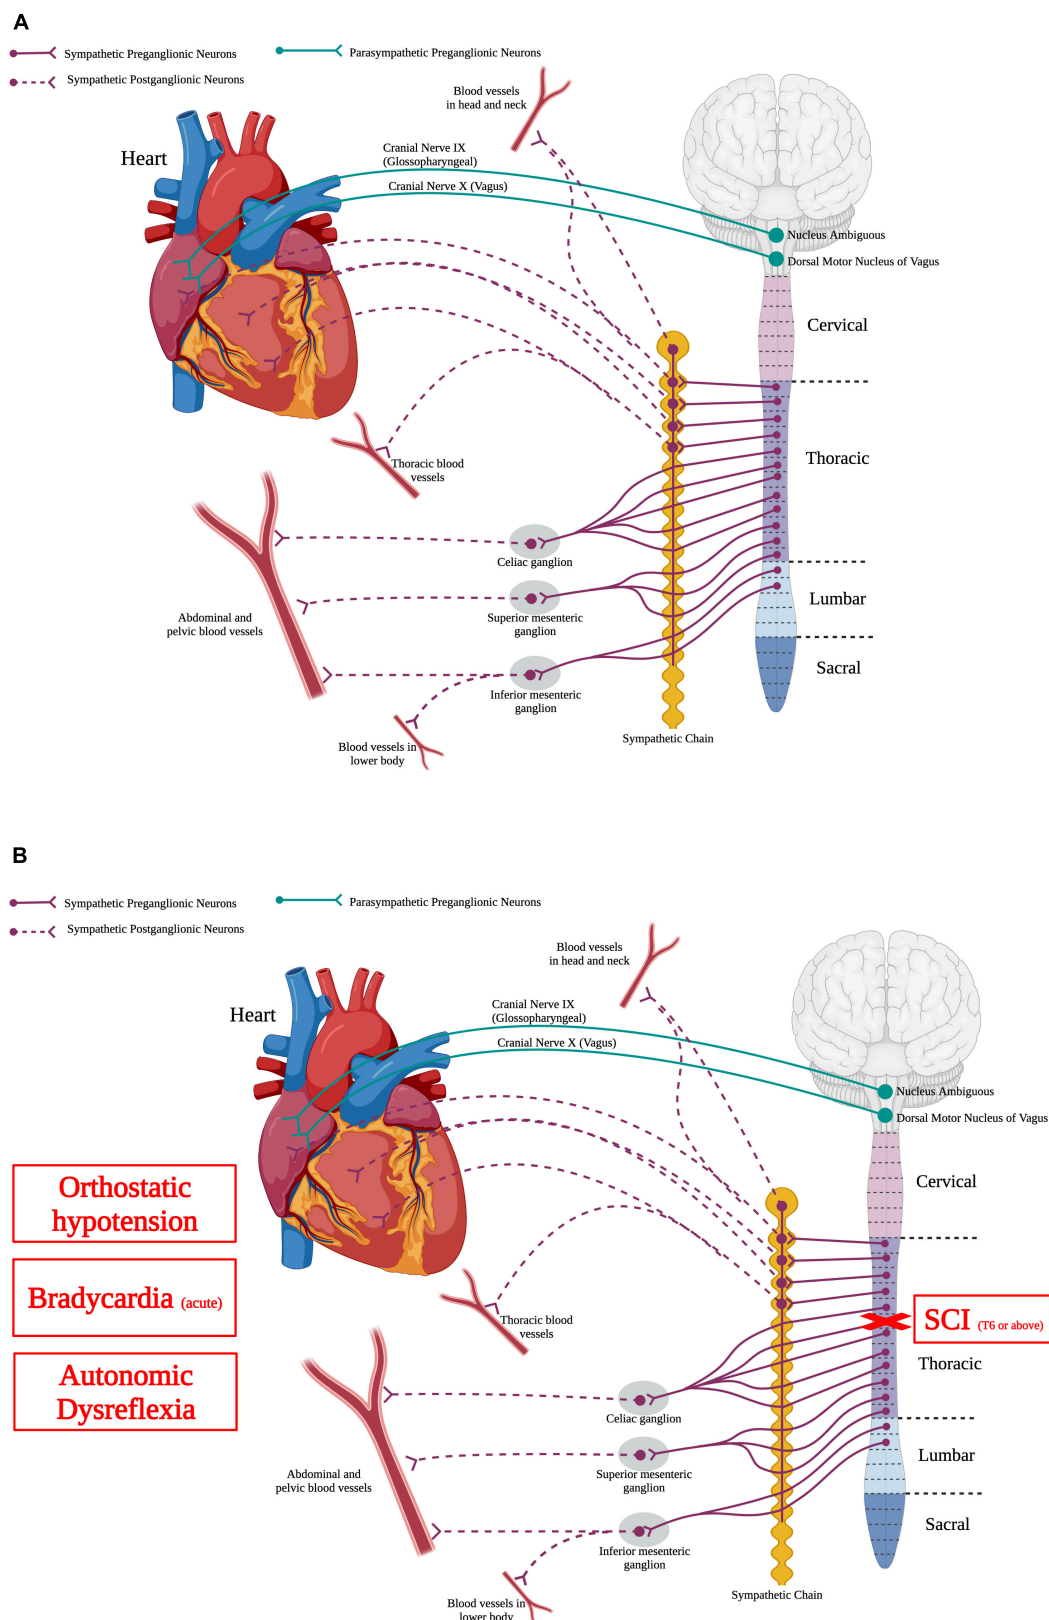 A
Sympathetic Preganglionic Neurons
Parasympathetic Preganglionic Neurons
Sympathetic Postganglionic Neurons
Blood vessels
in head and neck
Heart
Cranial Nerve IX
(Glossopharyngeal)
Cranial Nerve X (Vagus)
Nucleus Ambiguous
Dorsal Motor Nucleus of Vagus
Cervical
Thoracic
Thoracic blood
vessels
Celiac ganglion
Lumbar
Abdominal and
pelvic blood vessels
Superior mesenteric
ganglion
Sacral
Inferior mesenteric
ganglion
Sympathetic Chain
Blood vessels in
lower body
B
Sympathetic Preganglionic Neurons
Parasympathetic Preganglionic Neurons
Sympathetic Postganglionic Neurons
Blood vessels
in head and neck
Heart
Cranial Nerve IX
(Glossopharyngeal)
Cranial Nerve X (Vagus)
Nucleus Ambiguous
Dorsal Motor Nucleus of Vagus
Cervical
Orthostatic
hypotension
Bradycardia (acute)
Autonomic
Dysreflexia
SCI (T6 or above)
Thoracic blood
vessels
Thoracic
Celiac ganglion
Lumbar
Abdominal and
pelvic blood vessels
Superior mesenteric
ganglion
Sacral
Inferior mesenteric
ganglion
Sympathetic Chain
Blood vessels in
lower body